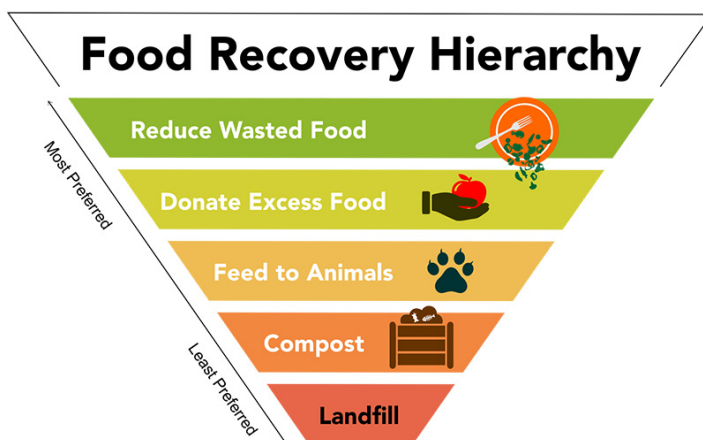 Food Recovery Hierarchy
Reduce Wasted Food
Most Preferred
Donate Excess Food
Feed to Animals
Compost
Least Preferred
Landfill